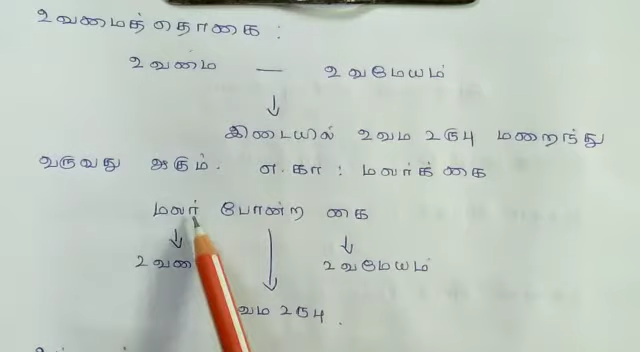 உவமைத் தொகை :
உவமை — உவமேயம்
↓
இடையில் உவம உருபு மறைந்து
வருவது ஆகும். எ.கா : மலர்க் கை
மலர் போன்ற கை
உவமேயம்
உருபு.